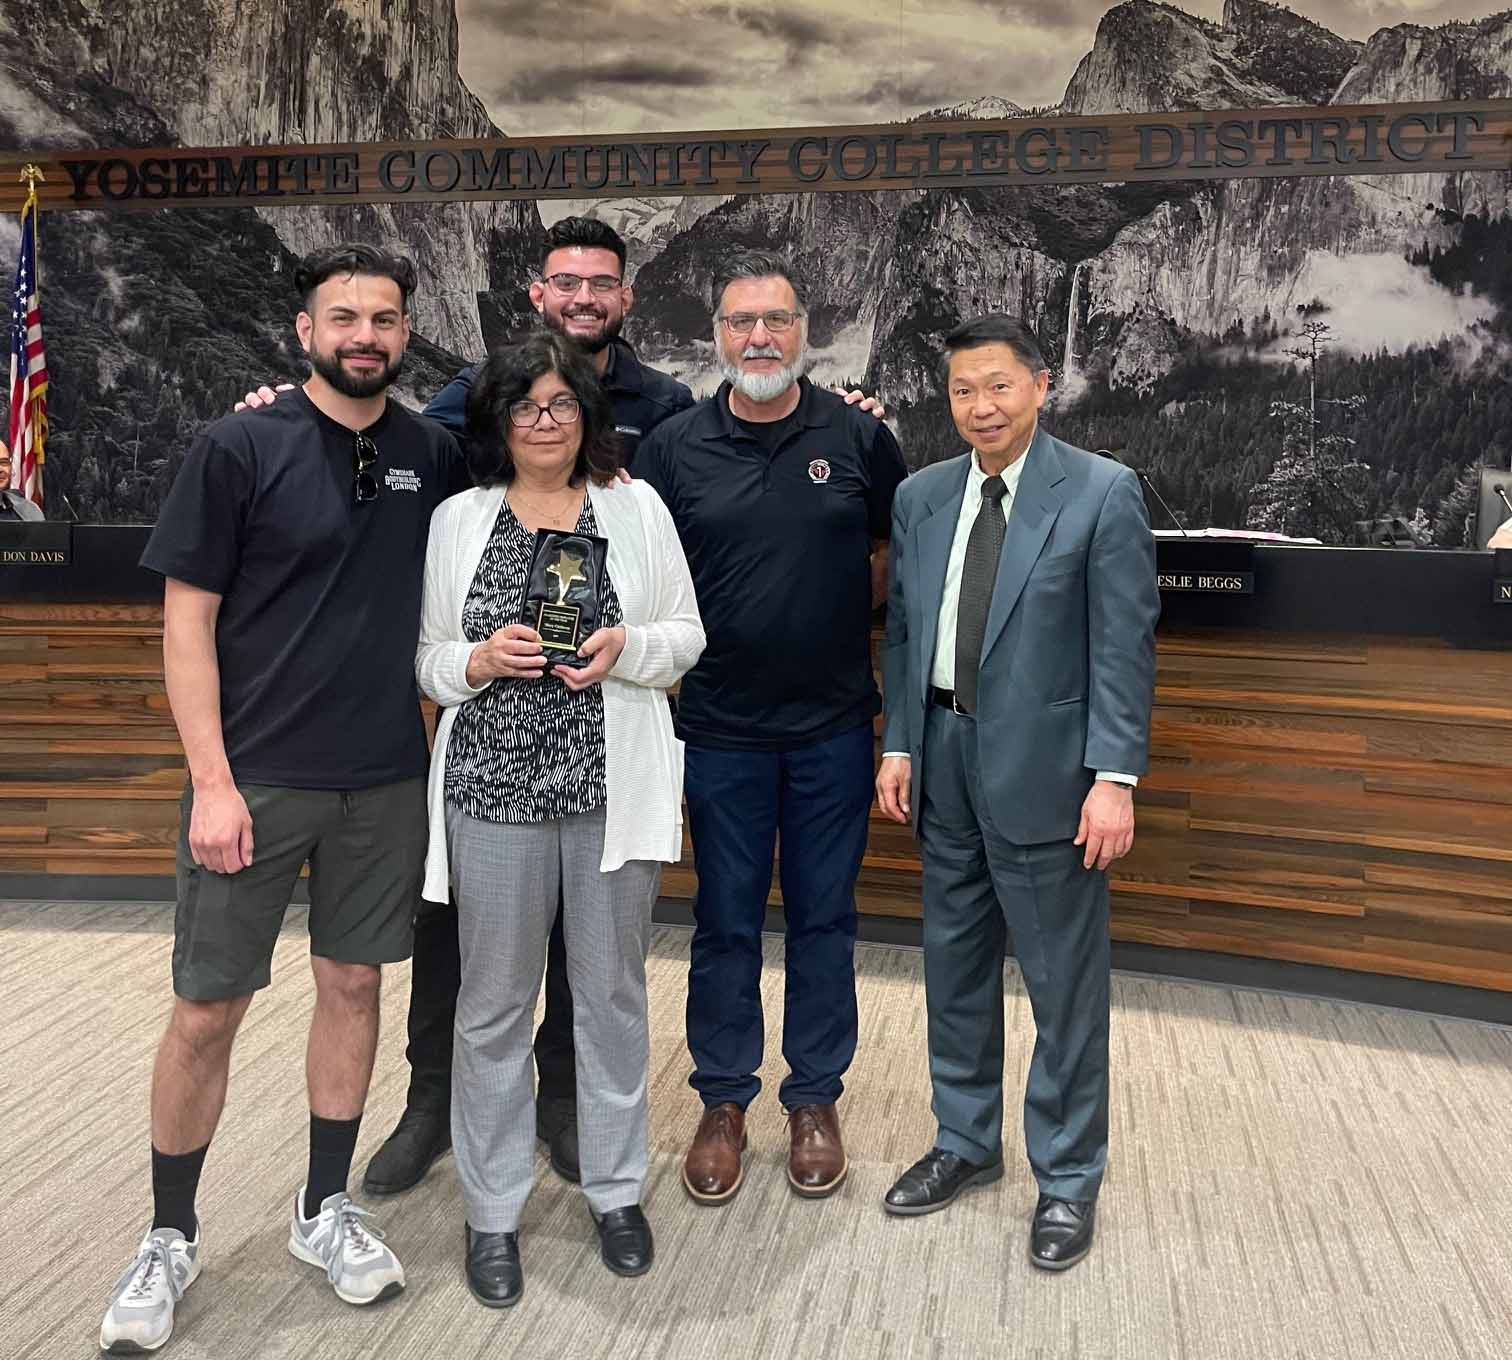 YOSEMITE COMMUNITY COLLEGE DISTRICT
GYMSHARK
BODYBUILDING
LONDON
DON DAVIS
ESLIE BEGGS
N